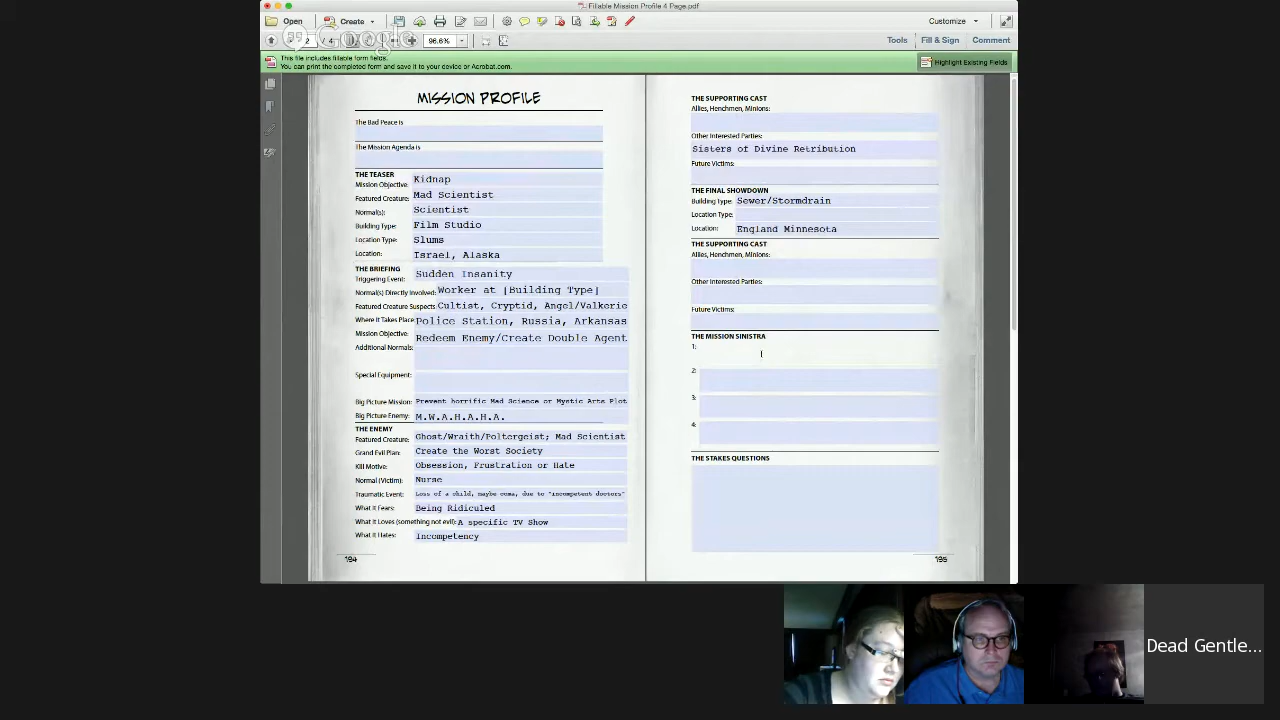 Fillable Mission Profile 4 Page.pdf
Open
Create
Customize
2
/ 4
96.6%
Google
Tools
Fill & Sign
Comment
This file includes fillable form fields.
You can print the completed form and save it to your device or Acrobat.com.
Highlight Existing Fields
MISSION PROFILE
The Bad Peace is
The Mission Agenda is
THE TEASER
Mission Objective: Kidnap
Featured Creature: Mad Scientist
Normal(s): Scientist
Building Type: Film Studio
Location Type: Slums
Location: Israel, Alaska
THE BRIEFING
Triggering Event: Sudden Insanity
Normal(s) Directly Involved: Worker at [Building Type]
Featured Creature Suspects: Cultist, Cryptid, Angel/Valkerie
Where It Takes Place: Police Station, Russia, Arkansas
Mission Objective: Redeem Enemy/Create Double Agent
Additional Normals:
Special Equipment:
Big Picture Mission: Prevent horrific Mad Science or Mystic Arts Plot
Big Picture Enemy: M.W.A.H.A.H.A.
THE ENEMY
Featured Creature: Ghost/Wraith/Poltergeist; Mad Scientist
Grand Evil Plan: Create the Worst Society
Kill Motive: Obsession, Frustration or Hate
Normal (Victim): Nurse
Traumatic Event: Loss of a child, maybe coma, due to "incompetent doctors"
What It Fears: Being Ridiculed
What It Loves (something not evil): A specific TV Show
What It Hates: Incompetency
194
THE SUPPORTING CAST
Allies, Henchmen, Minions:
Other Interested Parties:
Sisters of Divine Retribution
Future Victims:
THE FINAL SHOWDOWN
Building Type: Sewer/Stormdrain
Location Type:
Location: England Minnesota
THE SUPPORTING CAST
Allies, Henchmen, Minions:
Other Interested Parties:
Future Victims:
THE MISSION SINISTRA
1:
2:
3:
4:
THE STAKES QUESTIONS
195
Dead Gentle...